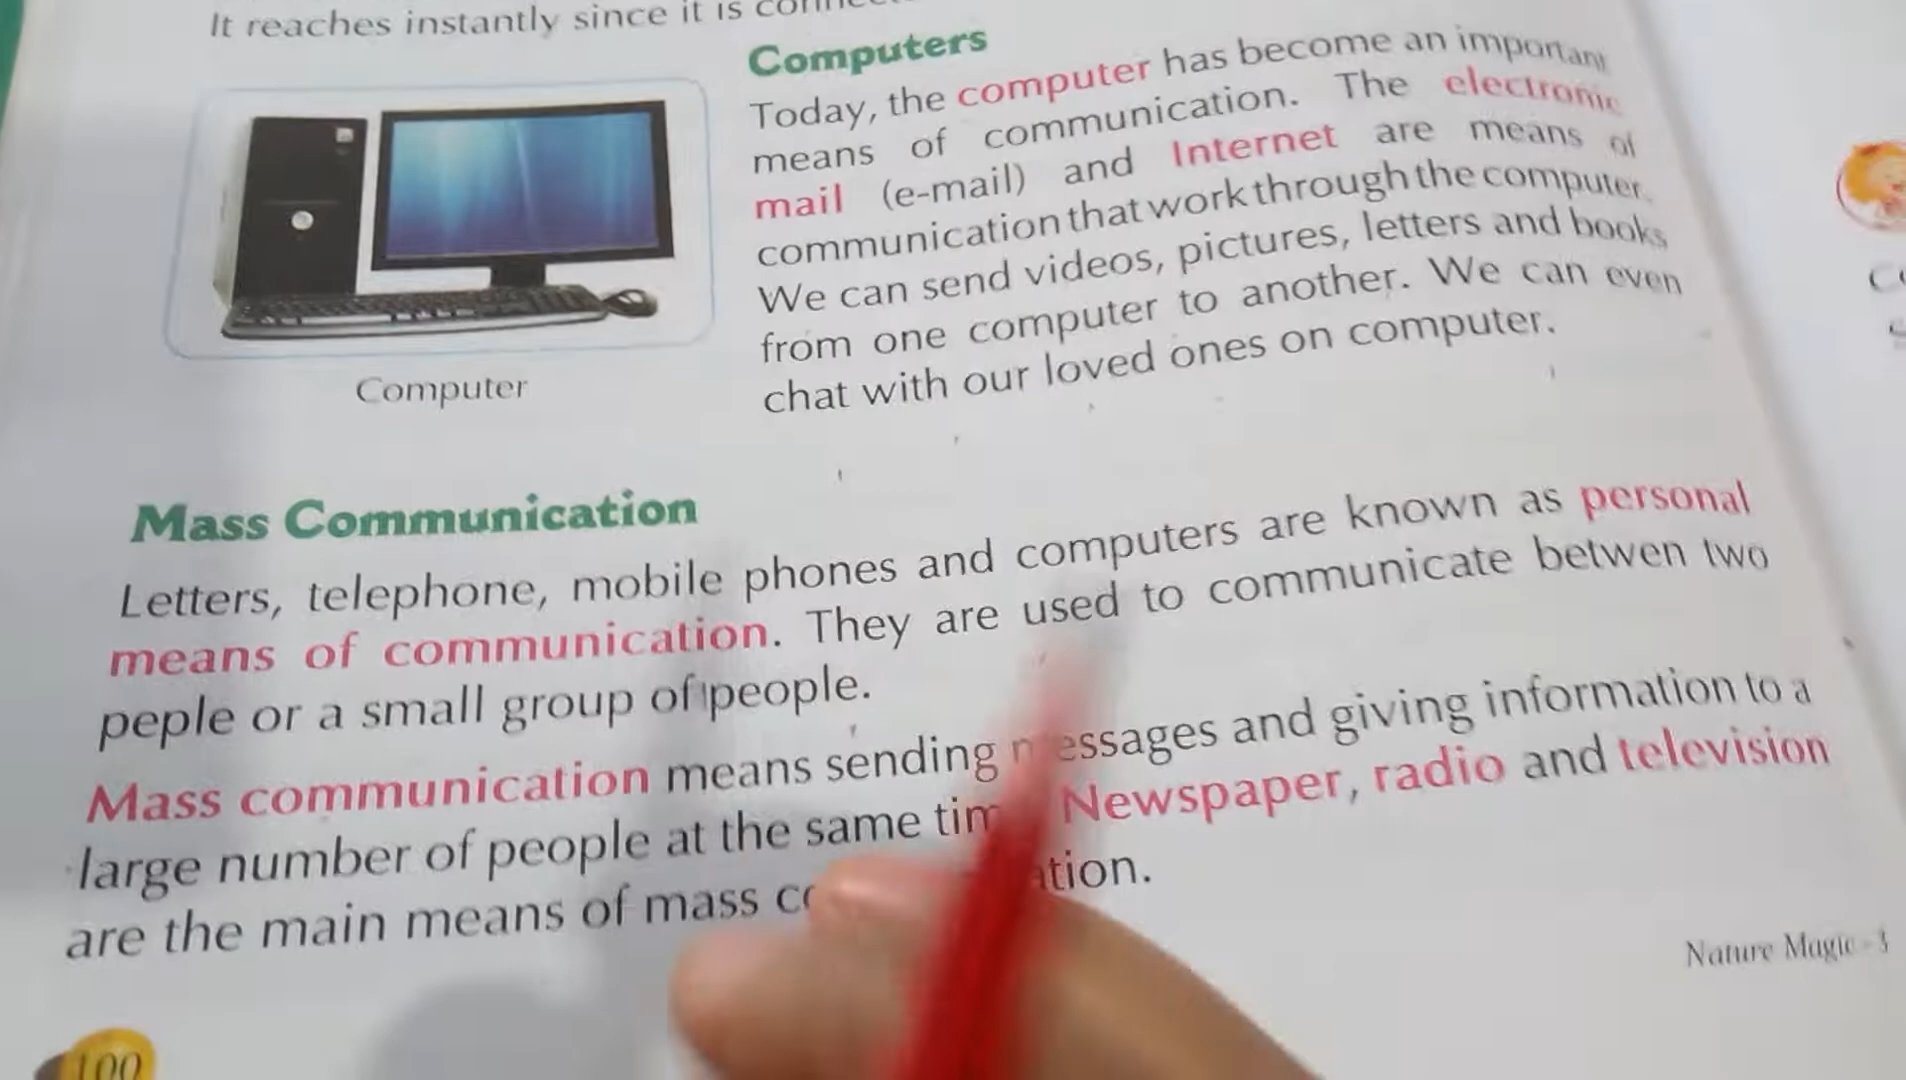 It reaches instantly since it is
Computers
Today, the computer has become an important
means of communication. The electronic
mail (e-mail) and Internet are means of
communication that work through the computer.
We can send videos, pictures, letters and books
from one computer to another. We can even
chat with our loved ones on computer.
Computer
Mass Communication
Letters, telephone, mobile phones and computers are known as personal
means of communication. They are used to communicate betwen two
peple or a small group of people.
Mass communication means sending messages and giving information to a
large number of people at the same Newspaper, radio and television
are the main means of mass
Nature Magic - 3
100